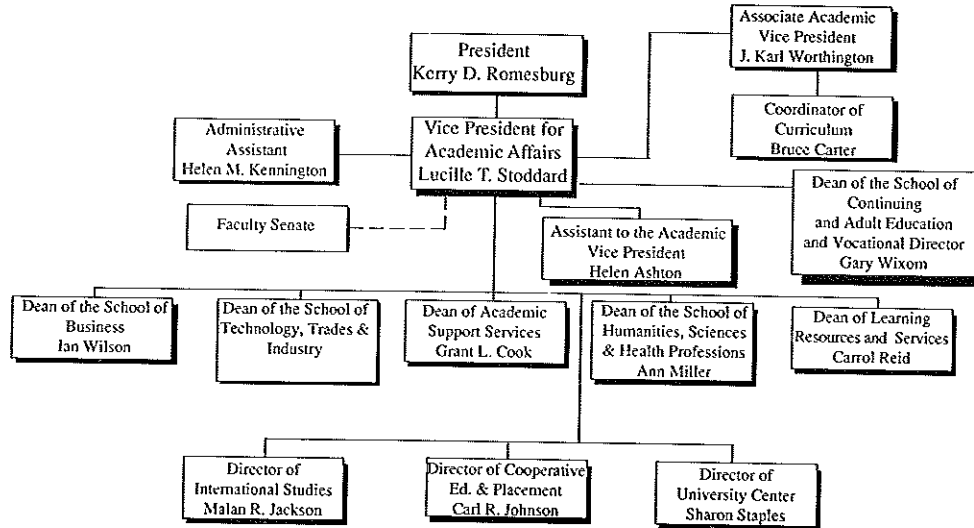 Associate Academic
Vice President
J. Karl Worthington
President
Kerry D. Romesburg
Coordinator of
Curriculum
Bruce Carter
Vice President for
Academic Affairs
Lucille T. Stoddard
Administrative
Assistant
Helen M. Kennington
Dean of the School of
Continuing
and Adult Education
and Vocational Director
Gary Wixom
Faculty Senate
Assistant to the Academic
Vice President
Helen Ashton
Dean of the School of
Business
Ian Wilson
Dean of the School of
Technology, Trades &
Industry
Dean of Academic
Support Services
Grant L. Cook
Dean of the School of
Humanities, Sciences
& Health Professions
Ann Miller
Dean of Learning
Resources and Services
Carrol Reid
Director of
International Studies
Malan R. Jackson
Director of Cooperative
Ed. & Placement
Carl R. Johnson
Director of
University Center
Sharon Staples